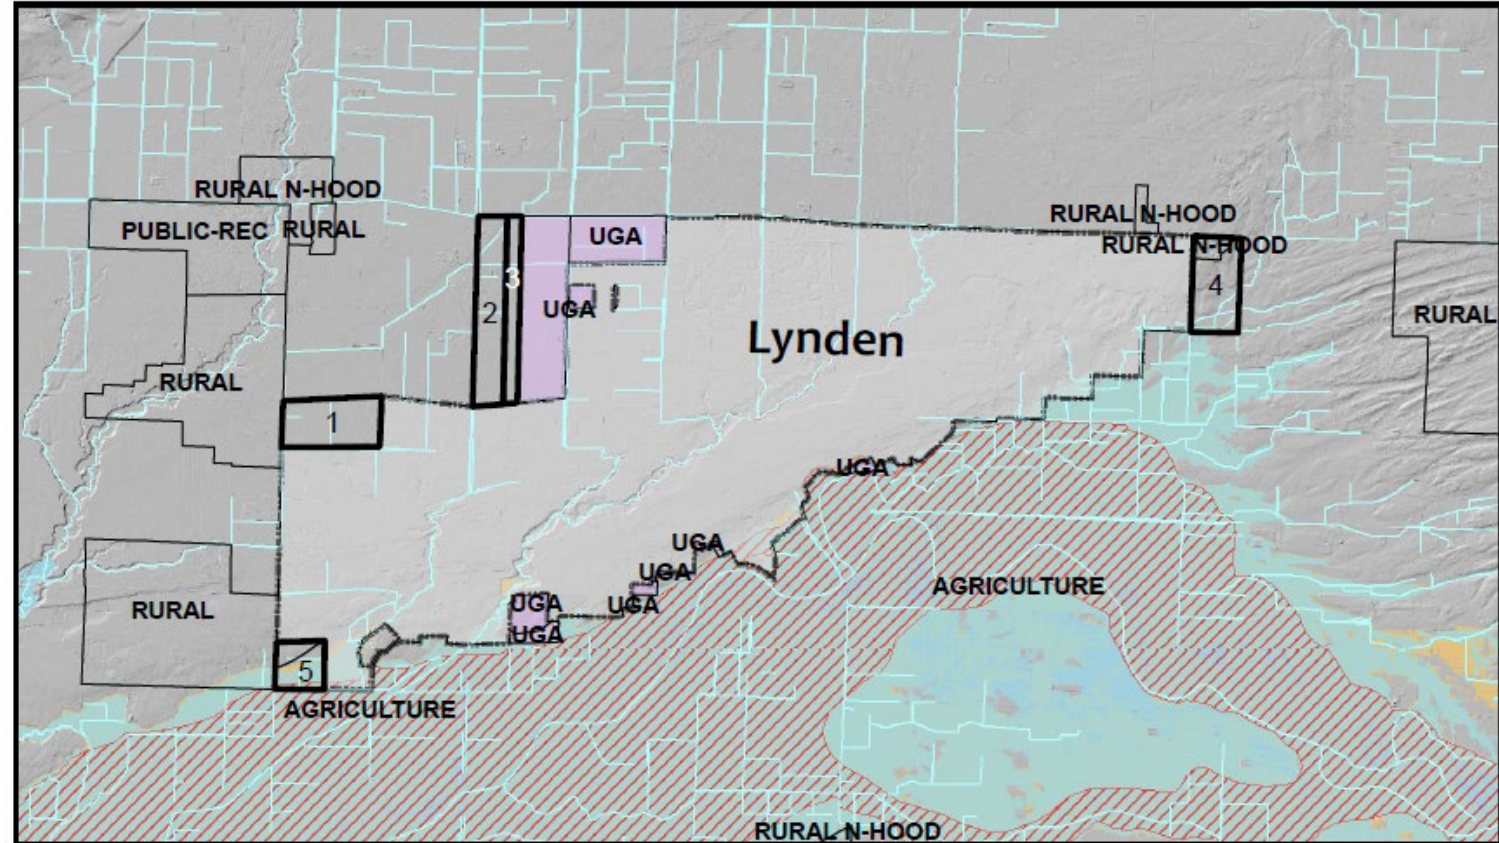 RURAL N-HOOD
PUBLIC-REC
RURAL
RURAL N-HOOD
RURAL N-HOOD
UGA
3
4
2
UGA
RURAL
Lynden
RURAL
1
UGA
UGA
UGA
AGRICULTURE
UGA
UGA
RURAL
UGA
5
AGRICULTURE
RURAL N-HOOD